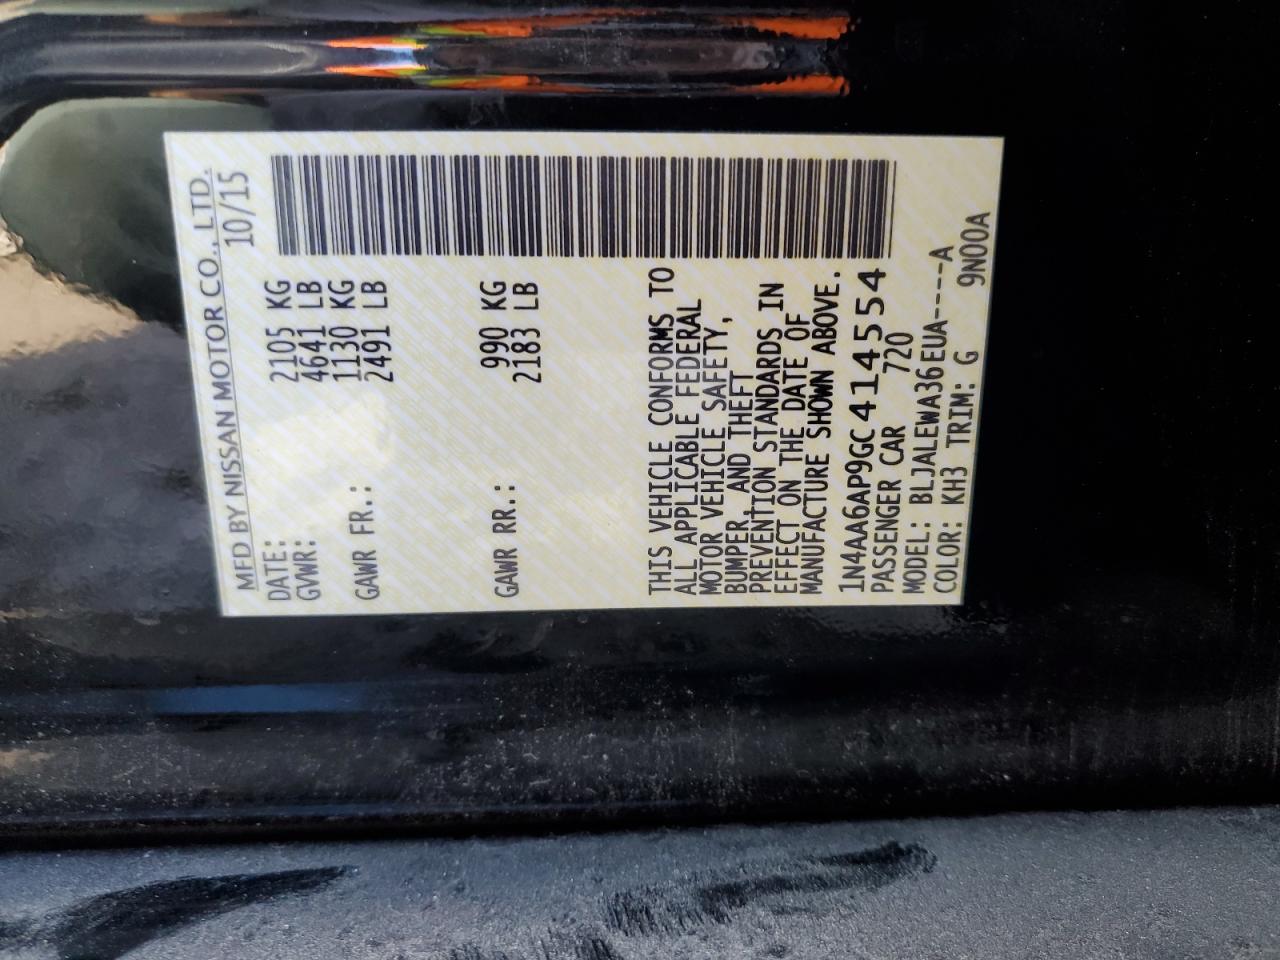 MFD BY NISSAN MOTOR CO., LTD.
DATE: 10/15
GVWR: 2105 KG
4641 LB
GAWR FR.: 1130 KG
2491 LB
GAWR RR.: 990 KG
2183 LB
THIS VEHICLE CONFORMS TO
ALL APPLICABLE FEDERAL
MOTOR VEHICLE SAFETY,
BUMPER, AND THEFT
PREVENTION STANDARDS IN
EFFECT ON THE DATE OF
MANUFACTURE SHOWN ABOVE.
1N4AA6AP9GC414554
PASSENGER CAR 720
MODEL: BLJALEWA36EUA----A
COLOR: KH3 TRIM: G 9N00A